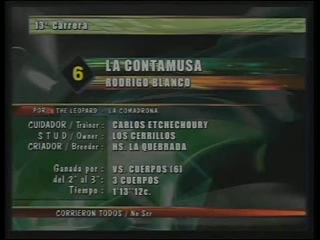 13ª carrera
6
LA CONTAMUSA
RODRIGO BLANCO
POR : THE LEOPARD - LA COMADRONA
CUIDADOR / Trainer : CARLOS ETCHECHOURY
S T U D / Owner : LOS CERRILLOS
CRIADOR / Breeder : HS. LA QUEBRADA
Ganada por : VS. CUERPOS (6)
del 2° al 3° : 3 CUERPOS
Tiempo : 1'13"12c.
CORRIERON TODOS / No Scr